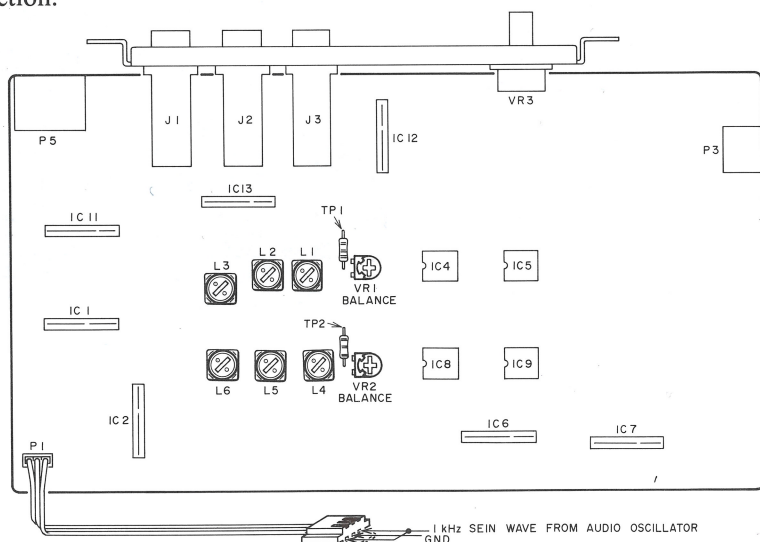 ction.
J1
J2
J3
VR3
P5
IC12
P3
IC13
TP1
IC11
L3
L2
L1
IC4
IC5
VR1
BALANCE
IC1
TP2
L6
L5
L4
VR2
BALANCE
IC8
IC9
IC2
IC6
IC7
P1
1 kHz SEIN WAVE FROM AUDIO OSCILLATOR
GND